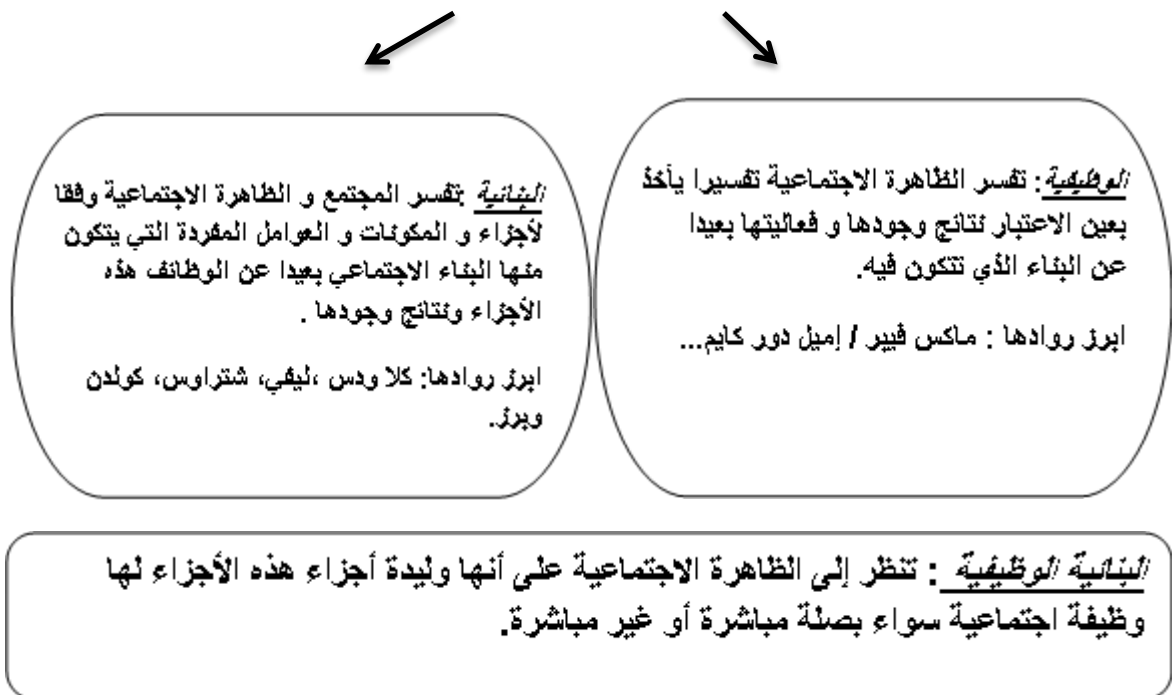 الوظيفية: تفسر الظاهرة الاجتماعية تفسيرا يأخذ
بعين الاعتبار نتائج وجودها و فعاليتها بعيدا
عن البناء الذي تتكون فيه.
ابرز روادها : ماكس فيبر / إميل دور كايم...
البنائية :تفسر المجتمع و الظاهرة الاجتماعية وفقا
لأجزاء و المكونات و العوامل المفردة التي يتكون
منها البناء الاجتماعي بعيدا عن الوظائف هذه
الأجزاء ونتائج وجودها .
ابرز روادها: كلا ودس ،ليفي، شتراوس، كولدن
ويرز.
البنائية الوظيفية : تنظر إلى الظاهرة الاجتماعية على أنها وليدة أجزاء هذه الأجزاء لها
وظيفة اجتماعية سواء بصلة مباشرة أو غير مباشرة.